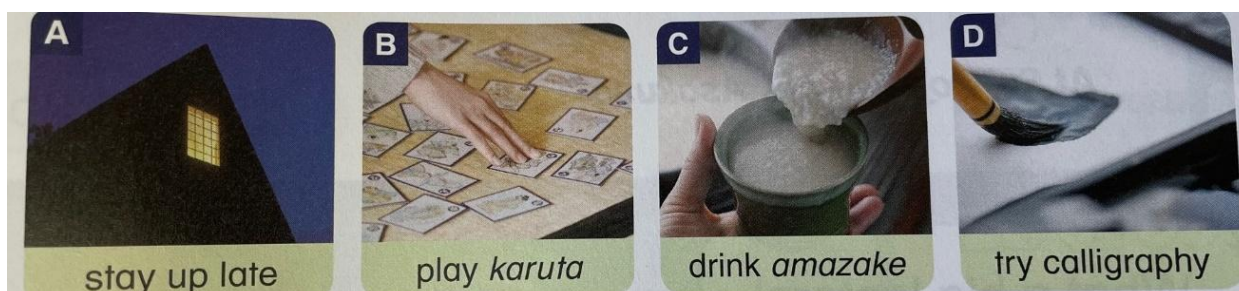 A
stay up late
B
play karuta
C
drink amazake
D
try calligraphy